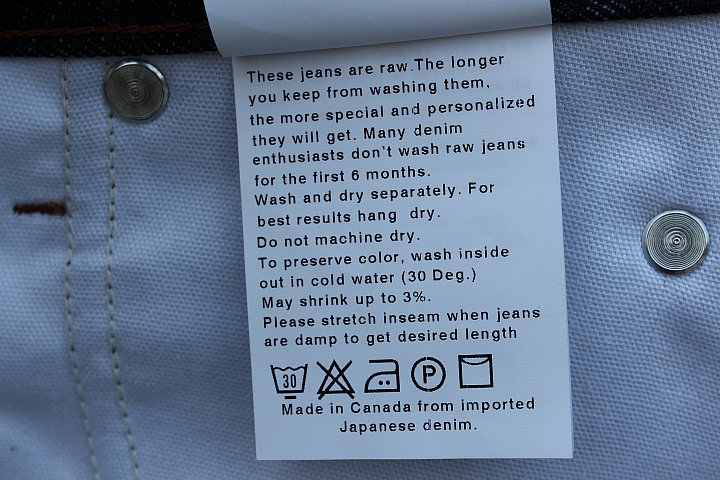 These jeans are raw.The longer
you keep from washing them,
the more special and personalized
they will get. Many denim
enthusiasts don't wash raw jeans
for the first 6 months.
Wash and dry separately. For
best results hang dry.
Do not machine dry.
To preserve color, wash inside
out in cold water (30 Deg.)
May shrink up to 3%.
Please stretch inseam when jeans
are damp to get desired length
30 P
Made in Canada from imported
Japanese denim.